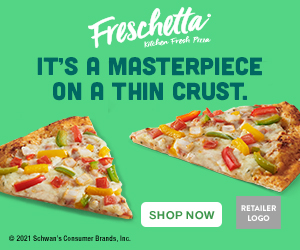 Freschetta
Kitchen Fresh Pizza
IT'S A MASTERPIECE
ON A THIN CRUST.
SHOP NOW
RETAILER
LOGO
© 2021 Schwan's Consumer Brands, Inc.